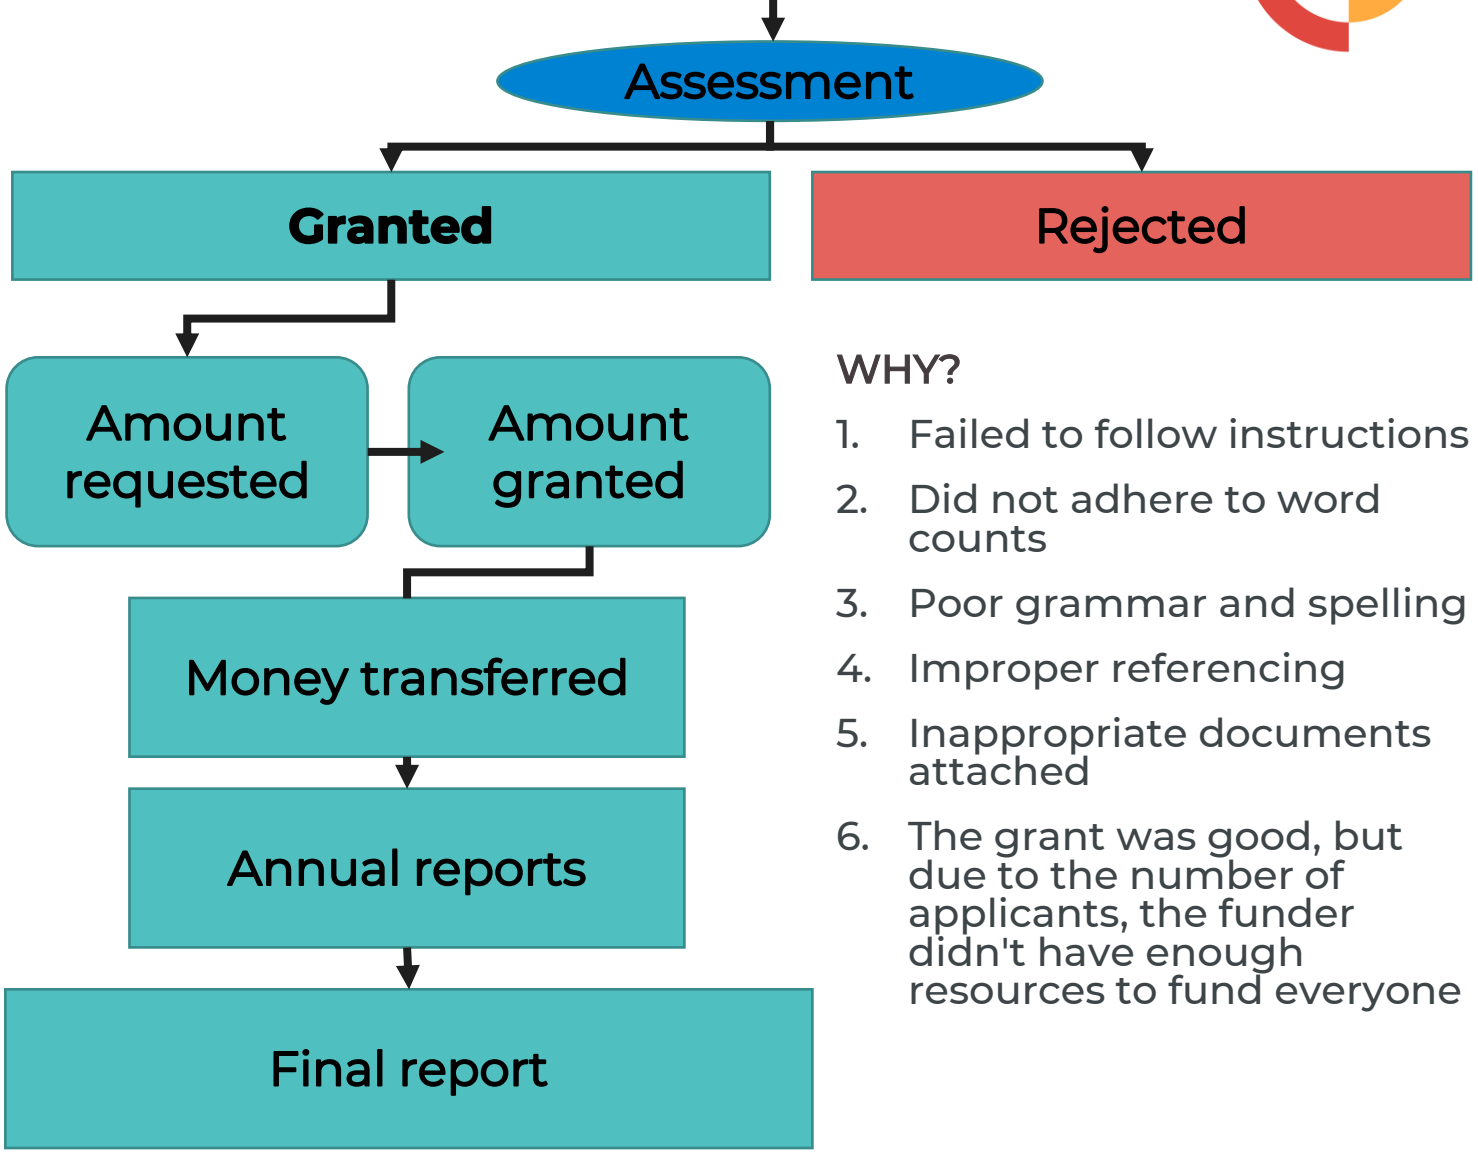 Assessment
Granted
Rejected
Amount
requested
Amount
granted
Money transferred
Annual reports
Final report
WHY?
1. Failed to follow instructions
2. Did not adhere to word
counts
3. Poor grammar and spelling
4. Improper referencing
5. Inappropriate documents
attached
6. The grant was good, but
due to the number of
applicants, the funder
didn't have enough
resources to fund everyone